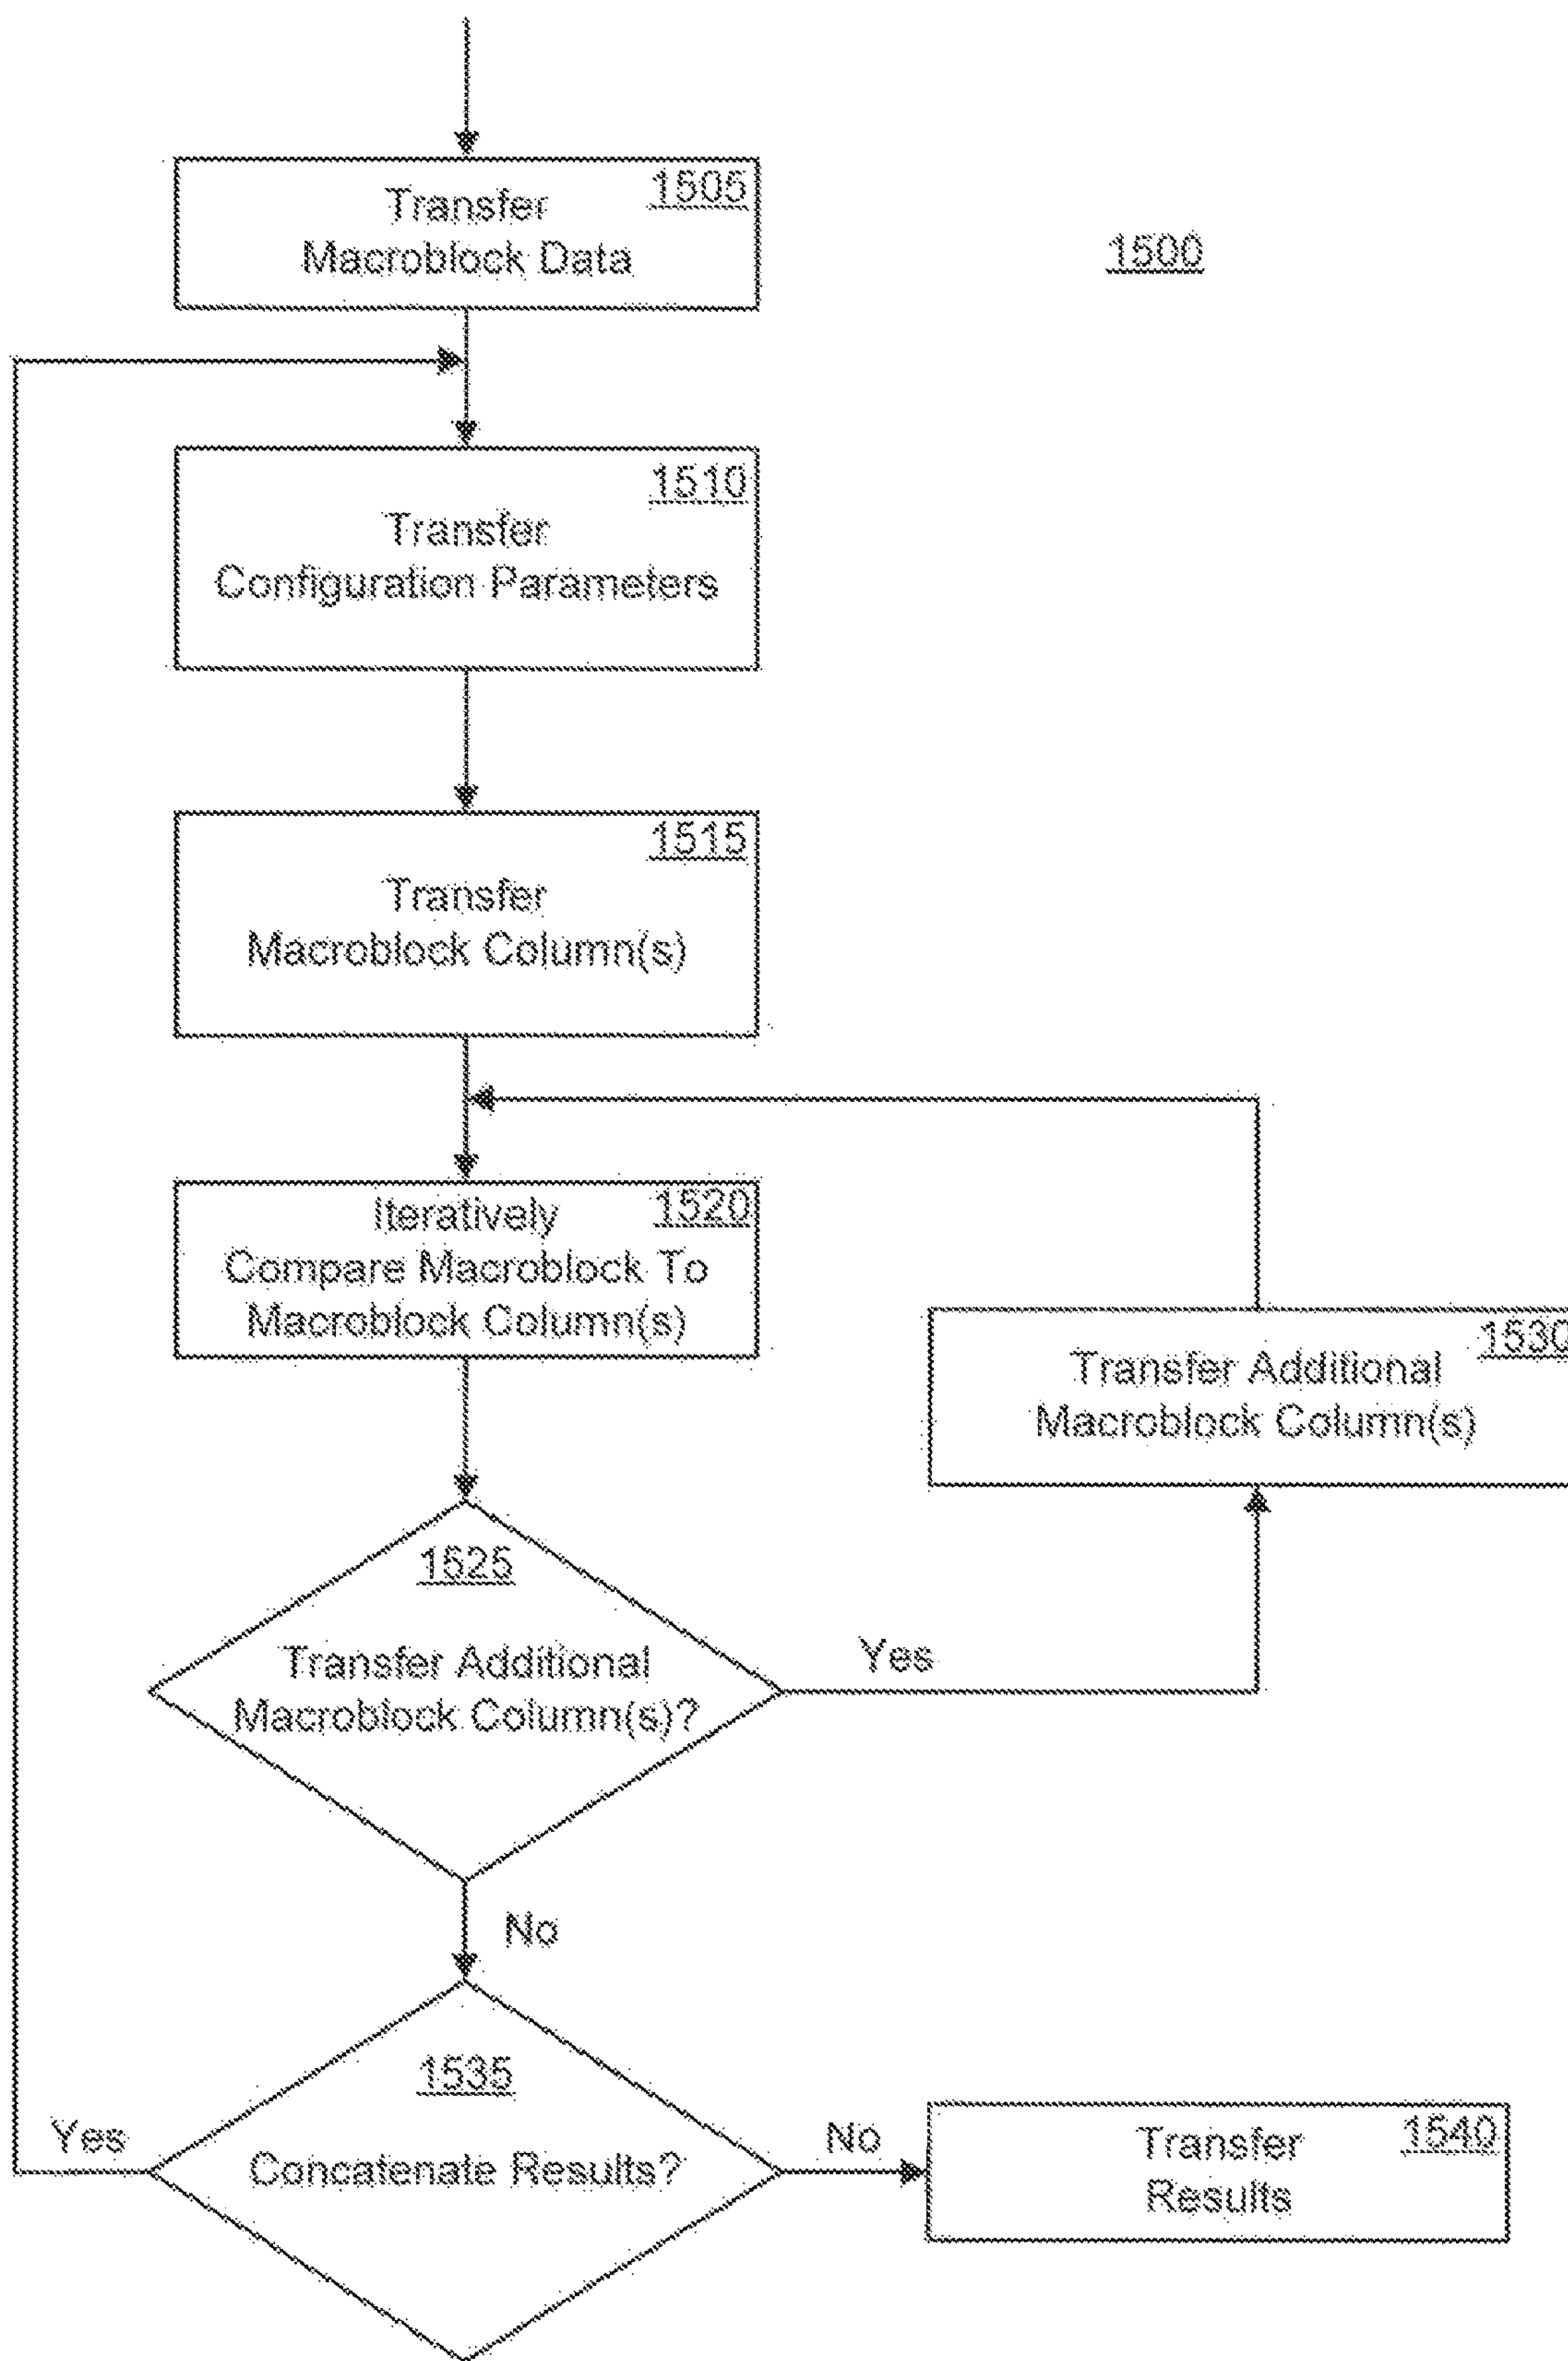 1505
Transfer
Macroblock Data
1500
1510
Transfer
Configuration Parameters
1515
Transfer
Macroblock Column(s)
1520
Iteratively
Compare Macroblock To
Macroblock Column(s)
1530
Transfer Additional
Macroblock Column(s)
1525
Transfer Additional
Macroblock Column(s)?
Yes
No
1535
Concatenate Results?
Yes
No
1540
Transfer
Results